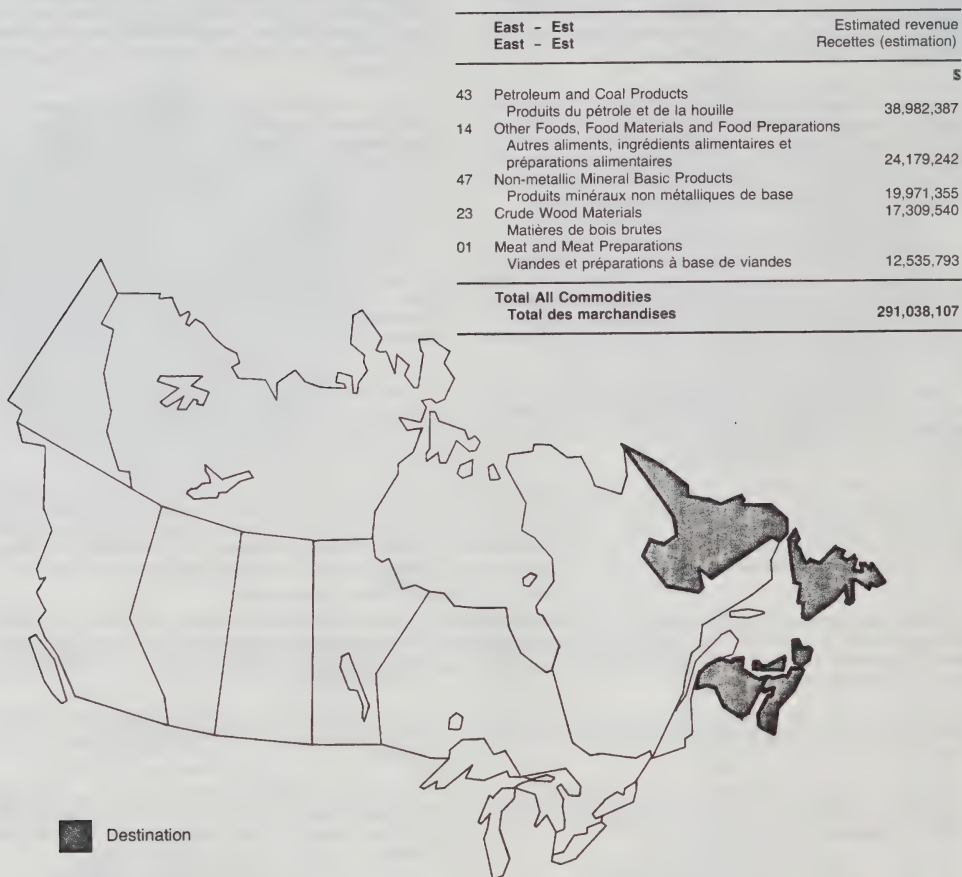 East - Est Estimated revenue
East - Est Recettes (estimation)
$
43 Petroleum and Coal Products
Produits du pétrole et de la houille 38,982,387
14 Other Foods, Food Materials and Food Preparations
Autres aliments, ingrédients alimentaires et
préparations alimentaires 24,179,242
47 Non-metallic Mineral Basic Products
Produits minéraux non métalliques de base 19,971,355
23 Crude Wood Materials 17,309,540
Matières de bois brutes
01 Meat and Meat Preparations
Viandes et préparations à base de viandes 12,535,793
Total All Commodities
Total des marchandises 291,038,107
Destination